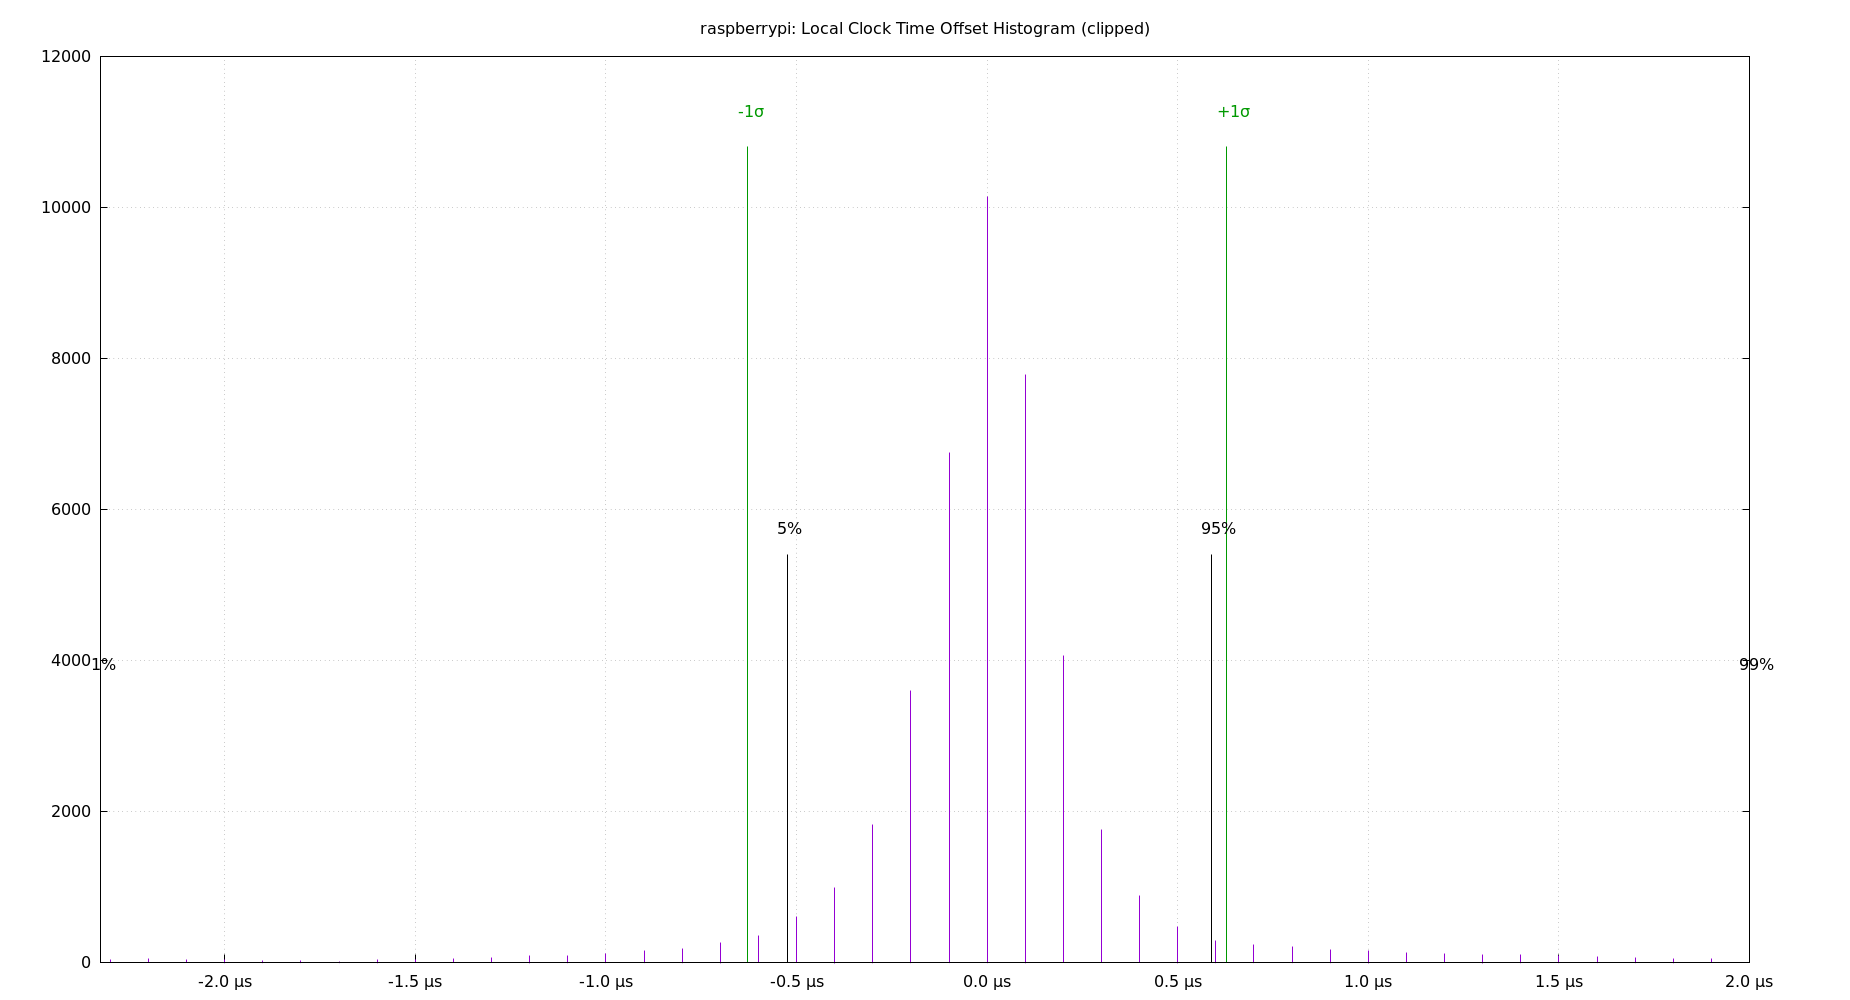 raspberrypi: Local Clock Time Offset Histogram (clipped)
12000
-1σ +1σ
10000
8000
6000
5% 95%
4000 1% 99%
2000
0
-2.0 µs -1.5 µs -1.0 µs -0.5 µs 0.0 µs 0.5 µs 1.0 µs 1.5 µs 2.0 µs